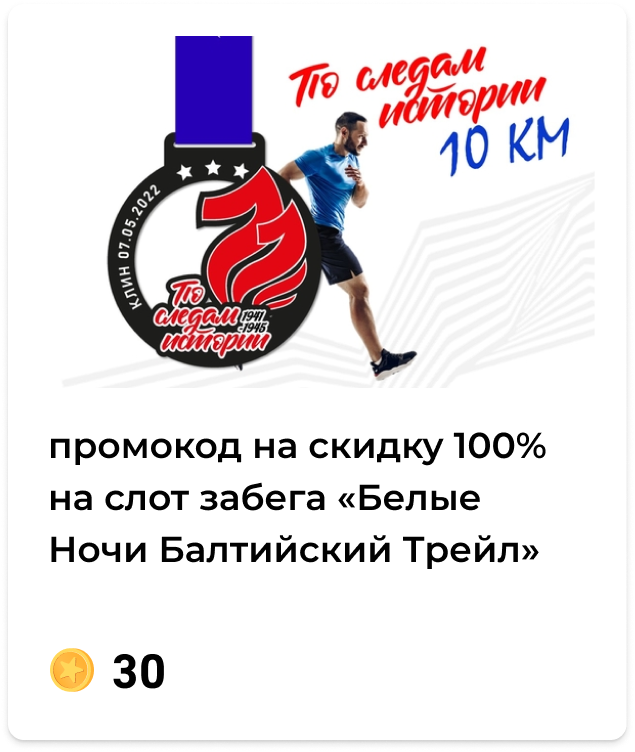 По следам
истории
10 КМ
КЛИН 07.05.2022
По
следам 1941
истории -1945
промокод на скидку 100%
на слот забега «Белые
Ночи Балтийский Трейл»
30